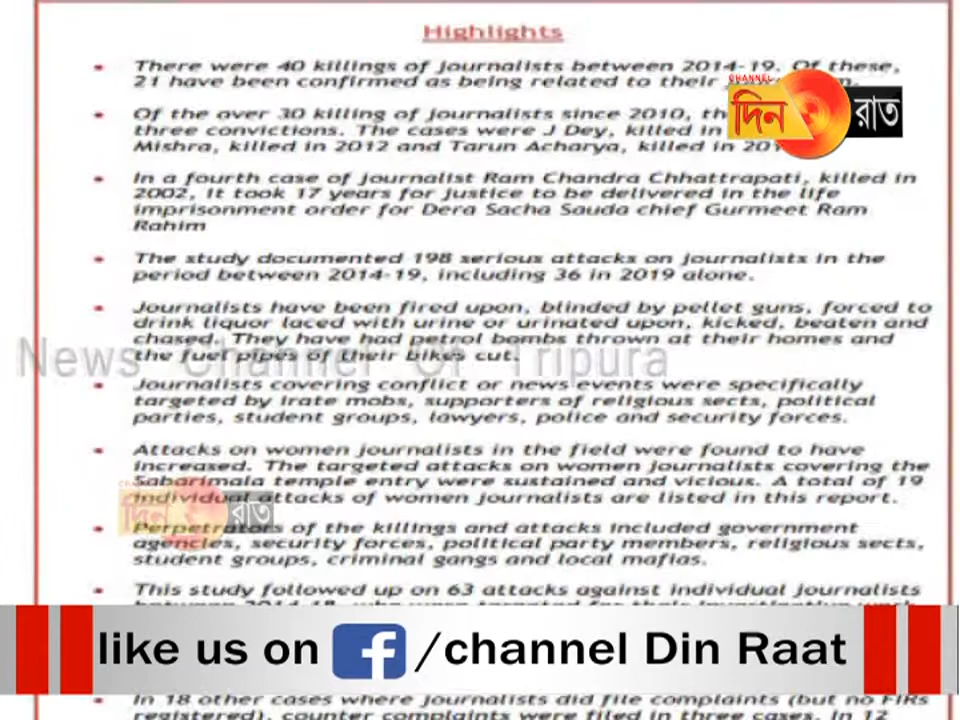 Highlights
There were 40 killings of journalists between 2014-19. Of these,
21 have been confirmed as being related to their
Of the over 30 killing of journalists since 2010,
three convictions. The cases were J Dey, killed in
Mishra, killed in 2012 and Tarun Acharya, killed in
CHANNEL
দিন রাত
In a fourth case of journalist Ram Chandra Chhattrapati, killed in
2002, it took 17 years for justice to be delivered in the life
imprisonment order for Dera Sacha Sauda chief Gurmeet Ram
Rahim
The study documented 198 serious attacks on journalists in the
period between 2014-19, including 36 in 2019 alone.
Journalists have been fired upon, blinded by pellet guns, forced to
drink liquor laced with urine or urinated upon, kicked, beaten and
chased. They have had petrol bombs thrown at their homes and
the fuel pipes of their bikes cut.
News Channel Of Tripura
Journalists covering conflict or news events were specifically
targeted by irate mobs, supporters of religious sects, political
parties, student groups, lawyers, police and security forces.
Attacks on women journalists in the field were found to have
increased. The targeted attacks on women journalists covering the
Sabarimala temple entry were sustained and vicious. A total of 19
individual attacks of women journalists are listed in this report.
CHANNEL
দিন রাত
Perpetrators of the killings and attacks included government
agencies, security forces, political party members, religious sects,
student groups, criminal gangs and local mafias.
This study followed up on 63 attacks against individual journalists
like us on f/channel Din Raat
In 18 other cases where journalists did file complaints (but no FIRs
registered), counter complaints were filed in three cases. In 12